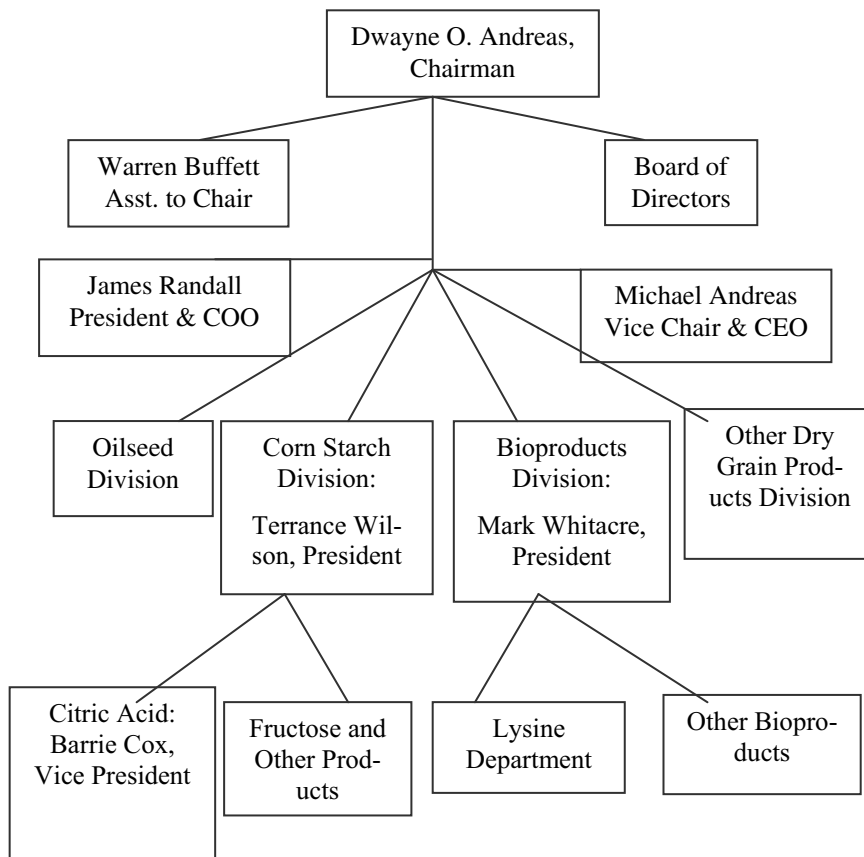 Dwayne O. Andreas,
Chairman
Warren Buffett
Asst. to Chair
Board of
Directors
James Randall
President & COO
Michael Andreas
Vice Chair & CEO
Oilseed
Division
Corn Starch
Division:
Terrance Wil-
son, President
Bioproducts
Division:
Mark Whitacre,
President
Other Dry
Grain Prod-
ucts Division
Citric Acid:
Barrie Cox,
Vice President
Fructose and
Other Prod-
ucts
Lysine
Department
Other Biopro-
ducts